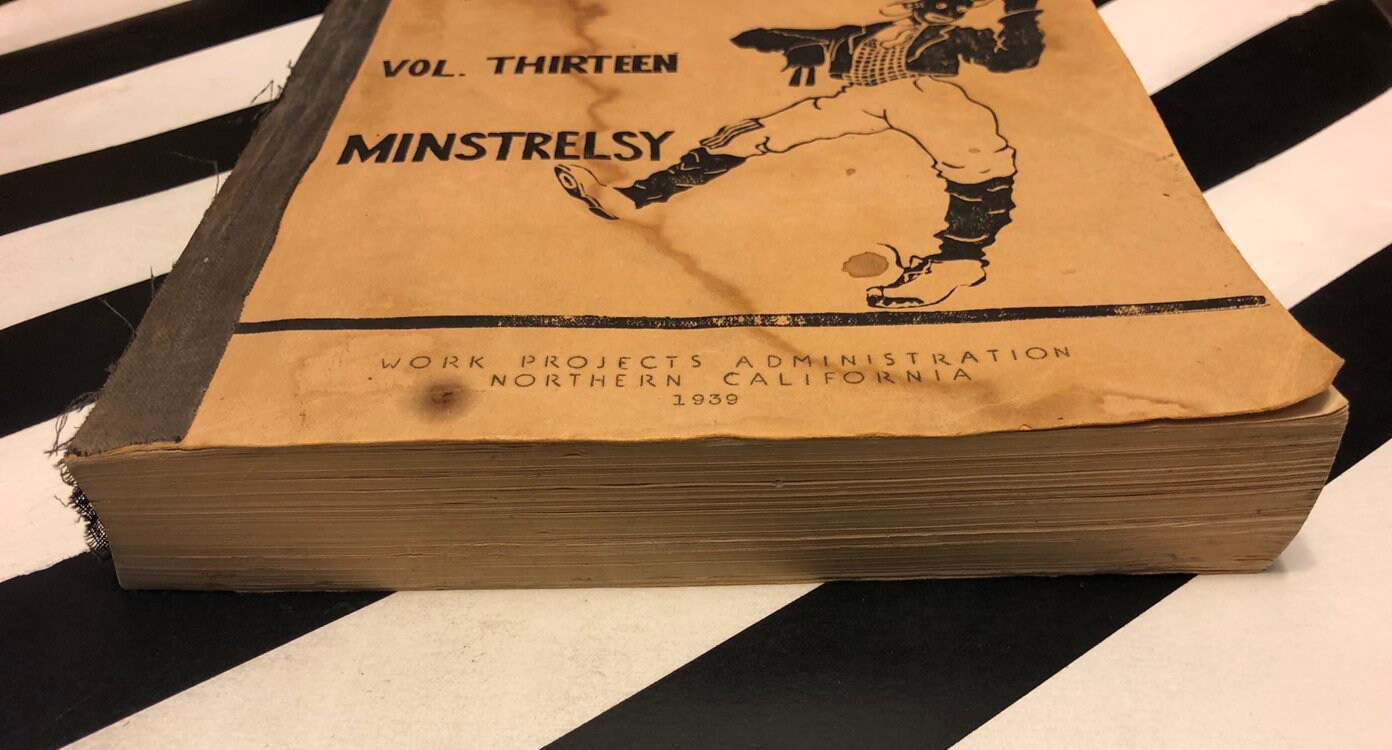 VOL. THIRTEEN
MINSTRELSY
WORK PROJECTS ADMINISTRATION
NORTHERN CALIFORNIA
1939